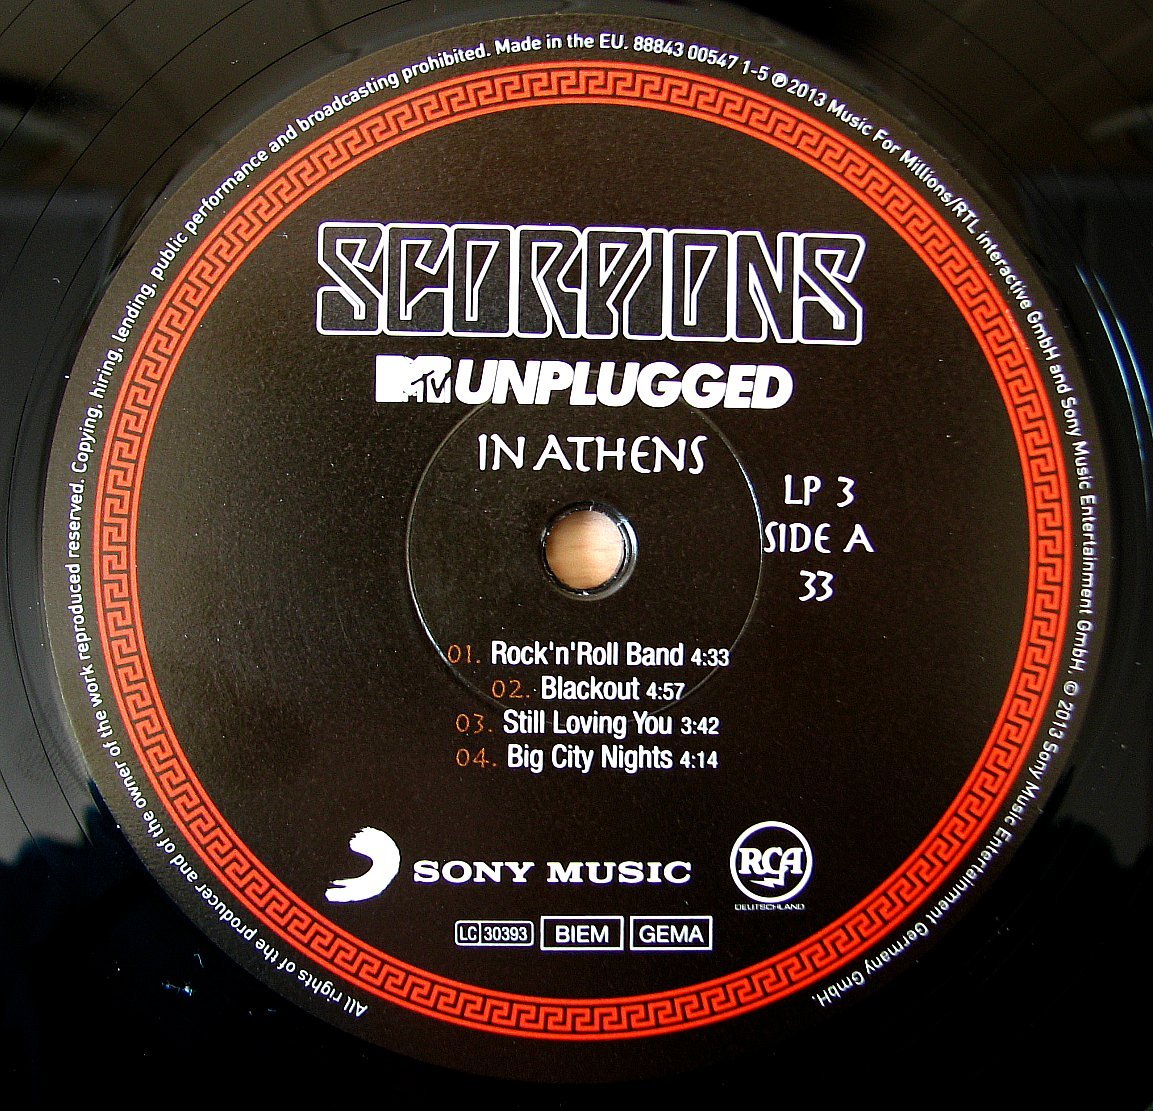 All rights of the producer and of the owner of the work reproduced reserved. Copying, hiring, lending, public performance and broadcasting prohibited. Made in the EU. 88843 00547 1-5 ℗2013 Music For Millions/RTL interactive GmbH and Sony Music Entertainment GmbH. © 2013 Sony Music Entertainment Germany GmbH.
SCORPIONS
MTV UNPLUGGED
IN ATHENS
LP 3
SIDE A
33
01. Rock'n'Roll Band 4:33
02. Blackout 4:57
03. Still Loving You 3:42
04. Big City Nights 4:14
SONY MUSIC
RCA
DEUTSCHLAND
LC 30393 BIEM GEMA